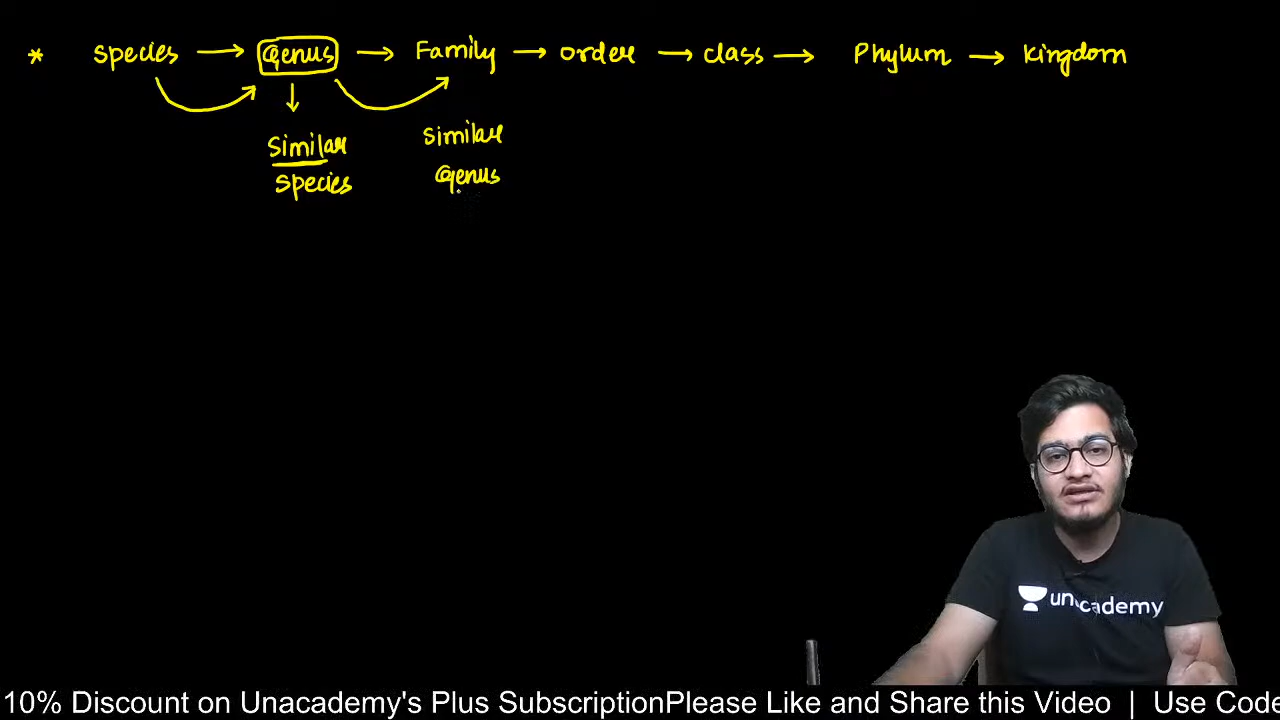 * Species → Genus → Family → order → class → Phylum → Kingdom
Similar
Species
Similar
Genus
unacademy
10% Discount on Unacademy's Plus SubscriptionPlease Like and Share this Video | Use Code